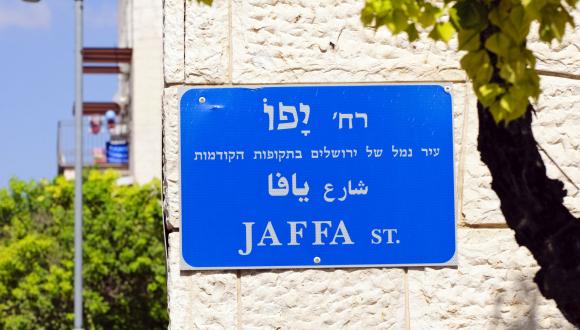 רח' יָפוֹ
עיר נמל של ירושלים בתקופות הקודמות
شارع يافا
JAFFA ST.